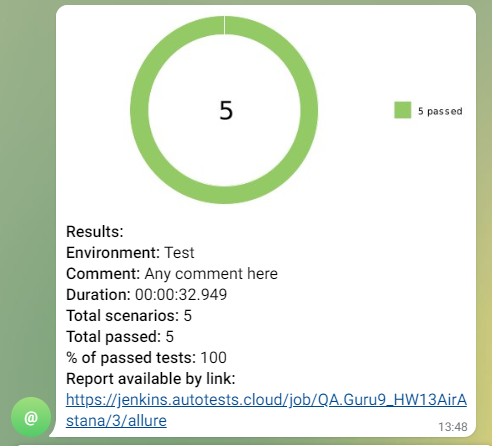 5
5 passed
Results:
Environment: Test
Comment: Any comment here
Duration: 00:00:32.949
Total scenarios: 5
Total passed: 5
% of passed tests: 100
Report available by link:
https://jenkins.autotests.cloud/job/QA.Guru9_HW13AirA
stana/3/allure
@
13:48